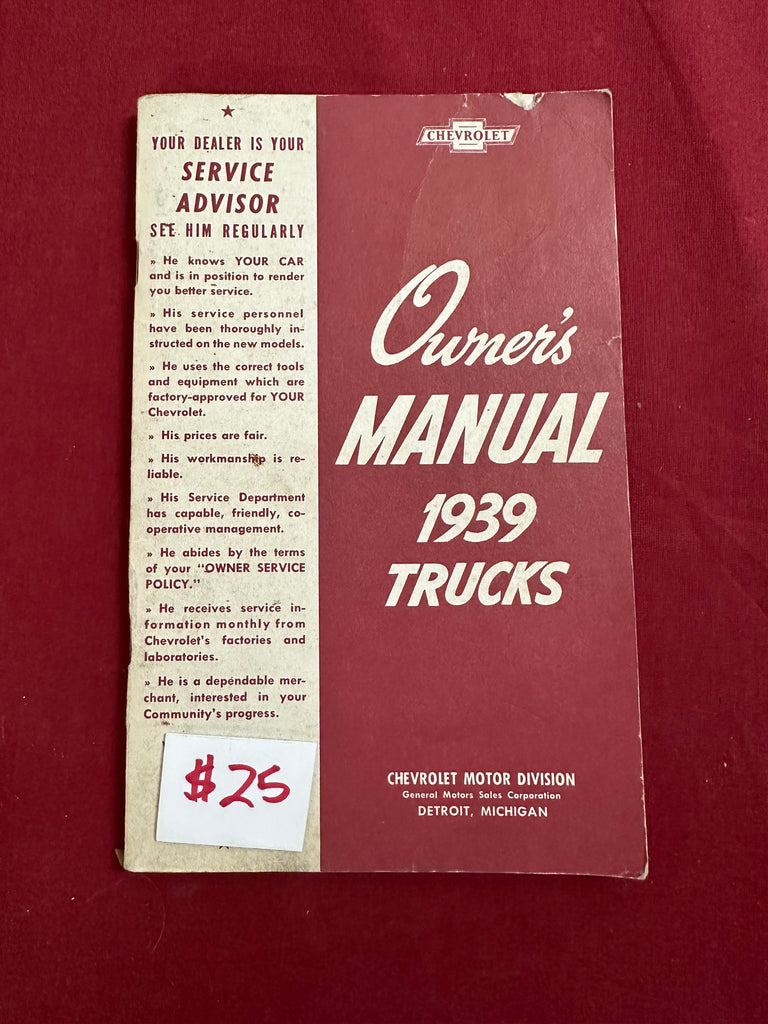 YOUR DEALER IS YOUR
SERVICE
ADVISOR
SEE HIM REGULARLY
» He knows YOUR CAR
and is in position to render
you better service.
» His service personnel
have been thoroughly in-
structed on the new models.
» He uses the correct tools
and equipment which are
factory-approved for YOUR
Chevrolet.
» His prices are fair.
» His workmanship is re-
liable.
» His Service Department
has capable, friendly, co-
operative management.
» He abides by the terms
of your "OWNER SERVICE
POLICY."
» He receives service in-
formation monthly from
Chevrolet's factories and
laboratories.
» He is a dependable mer-
chant, interested in your
Community's progress.
$25
CHEVROLET
Owner's
MANUAL
1939
TRUCKS
CHEVROLET MOTOR DIVISION
General Motors Sales Corporation
DETROIT, MICHIGAN